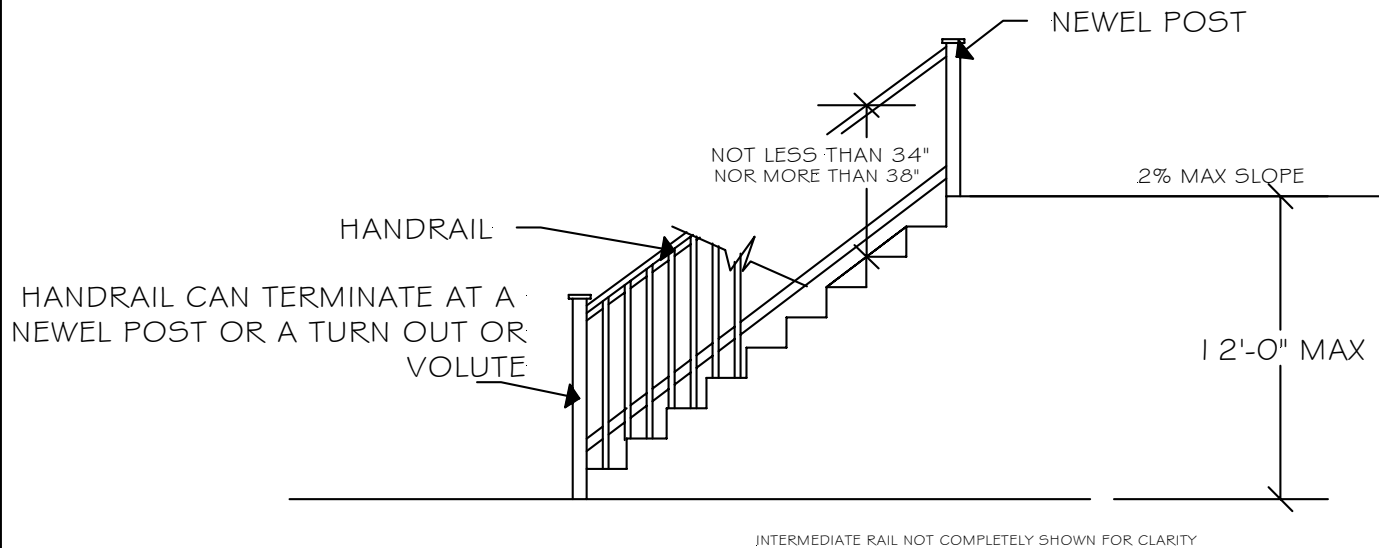 NEWEL POST
NOT LESS THAN 34"
NOR MORE THAN 38"
2% MAX SLOPE
HANDRAIL
HANDRAIL CAN TERMINATE AT A
NEWEL POST OR A TURN OUT OR
VOLUTE
12'-0" MAX
INTERMEDIATE RAIL NOT COMPLETELY SHOWN FOR CLARITY